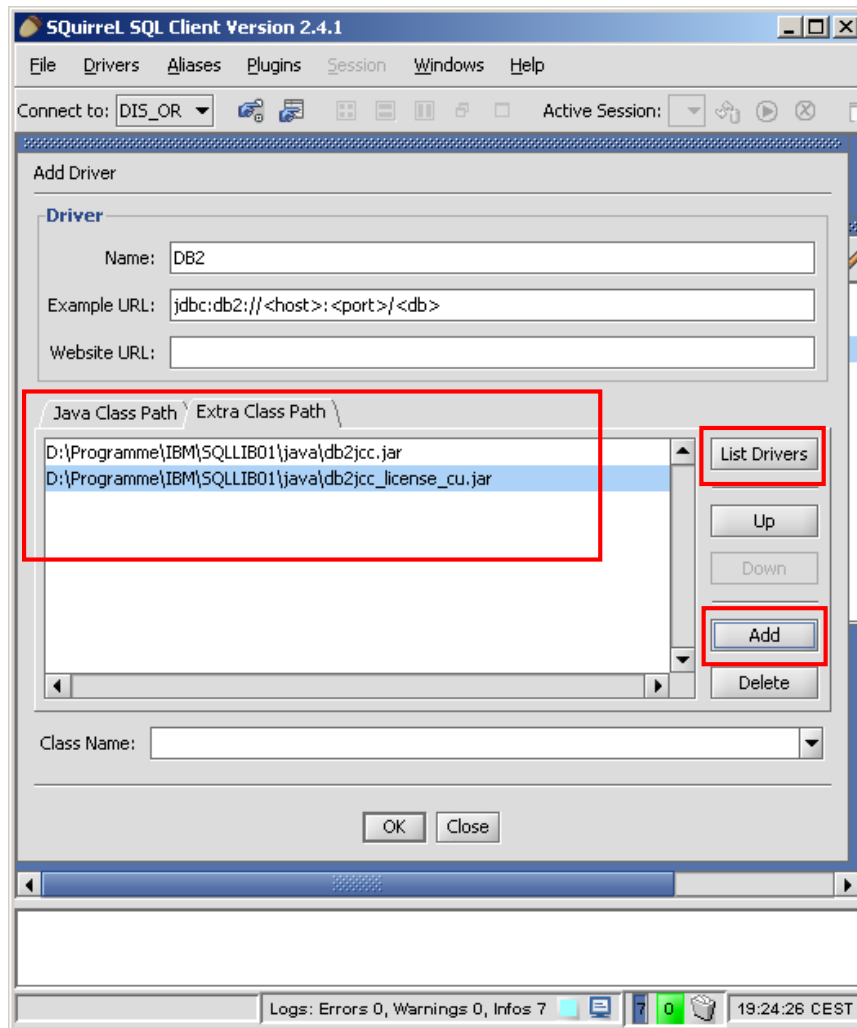 SQuirreL SQL Client Version 2.4.1
File Drivers Aliases Plugins Session Windows Help
Connect to: DIS_OR Active Session:
Add Driver
Driver
Name: DB2
Example URL: jdbc:db2://<host>:<port>/<db>
Website URL:
Java Class Path Extra Class Path
D:\Programme\IBM\SQLLIB01\java\db2jcc.jar
D:\Programme\IBM\SQLLIB01\java\db2jcc_license_cu.jar
List Drivers
Up
Down
Add
Delete
Class Name:
OK Close
Logs: Errors 0, Warnings 0, Infos 7 7 0 19:24:26 CEST